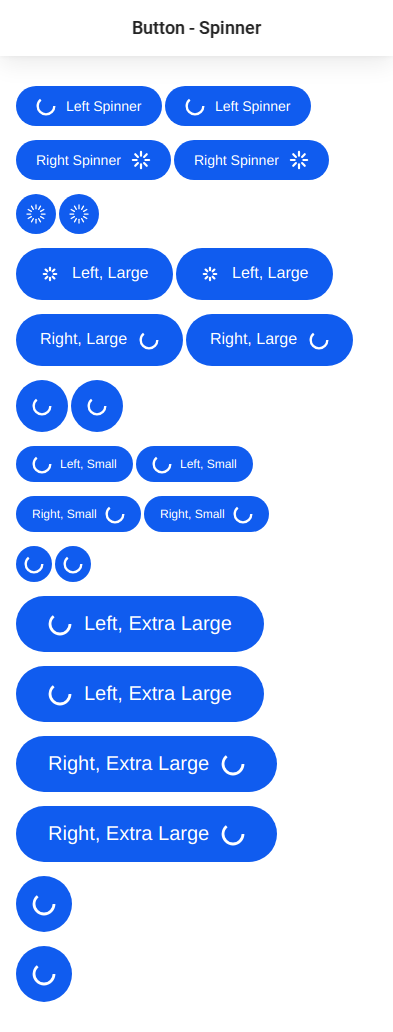 Button - Spinner
Left Spinner Left Spinner
Right Spinner Right Spinner
Left, Large Left, Large
Right, Large Right, Large
Left, Small Left, Small
Right, Small Right, Small
Left, Extra Large
Left, Extra Large
Right, Extra Large
Right, Extra Large